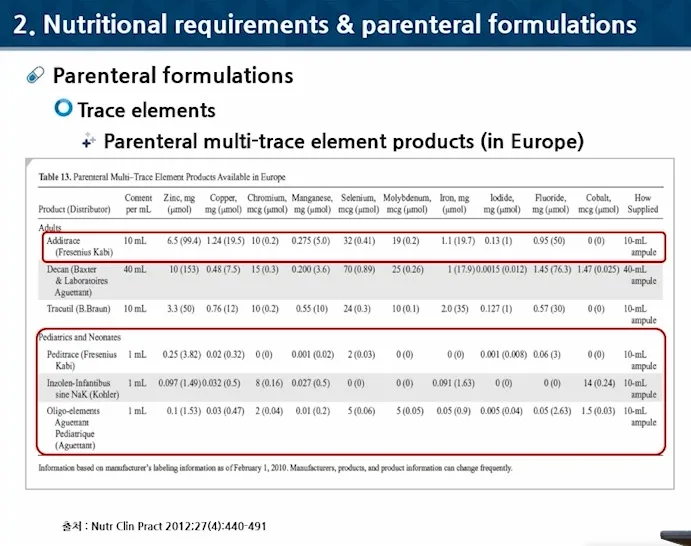 2. Nutritional requirements & parenteral formulations
Parenteral formulations
Trace elements
Parenteral multi-trace element products (in Europe)
Table 13. Parenteral Multi–Trace Element Products Available in Europe
Product (Distributor) Content per mL Zinc, mg (μmol) Copper, mg (μmol) Chromium, mcg (μmol) Manganese, mg (μmol) Selenium, mcg (μmol) Molybdenum, mcg (μmol) Iron, mg (μmol) Iodide, mg (μmol) Fluoride, mg (μmol) Cobalt, mcg (μmol) How Supplied
Adults
Additrace (Fresenius Kabi) 10 mL 6.5 (99.4) 1.24 (19.5) 10 (0.2) 0.275 (5.0) 32 (0.41) 19 (0.2) 1.1 (19.7) 0.13 (1) 0.95 (50) 0 (0) 10-mL ampule
Decan (Baxter & Laboratoires Aguettant) 40 mL 10 (153) 0.48 (7.5) 15 (0.3) 0.200 (3.6) 70 (0.89) 25 (0.26) 1 (17.9) 0.0015 (0.012) 1.45 (76.3) 1.47 (0.025) 40-mL ampule
Tracutil (B.Braun) 10 mL 3.3 (50) 0.76 (12) 10 (0.2) 0.55 (10) 24 (0.3) 10 (0.1) 2.0 (35) 0.127 (1) 0.57 (30) 0 (0) 10-mL ampule
Pediatrics and Neonates
Peditrace (Fresenius Kabi) 1 mL 0.25 (3.82) 0.02 (0.32) 0 (0) 0.001 (0.02) 2 (0.03) 0 (0) 0 (0) 0.001 (0.008) 0.06 (3) 0 (0) 10-mL ampule
Inzolen-Infantibus sine NaK (Kohler) 1 mL 0.097 (1.49) 0.032 (0.5) 8 (0.16) 0.027 (0.5) 0 (0) 0 (0) 0.091 (1.63) 0 (0) 0 (0) 14 (0.24) 10-mL ampule
Oligo-elements Aguettant Pediatrique (Aguettant) 1 mL 0.1 (1.53) 0.03 (0.47) 2 (0.04) 0.01 (0.2) 5 (0.06) 5 (0.05) 0.05 (0.9) 0.005 (0.04) 0.05 (2.63) 1.5 (0.03) 10-mL ampule
Information based on manufacturer's labeling information as of February 1, 2010. Manufacturers, products, and product information can change frequently.
출처 : Nutr Clin Pract 2012;27(4):440-491